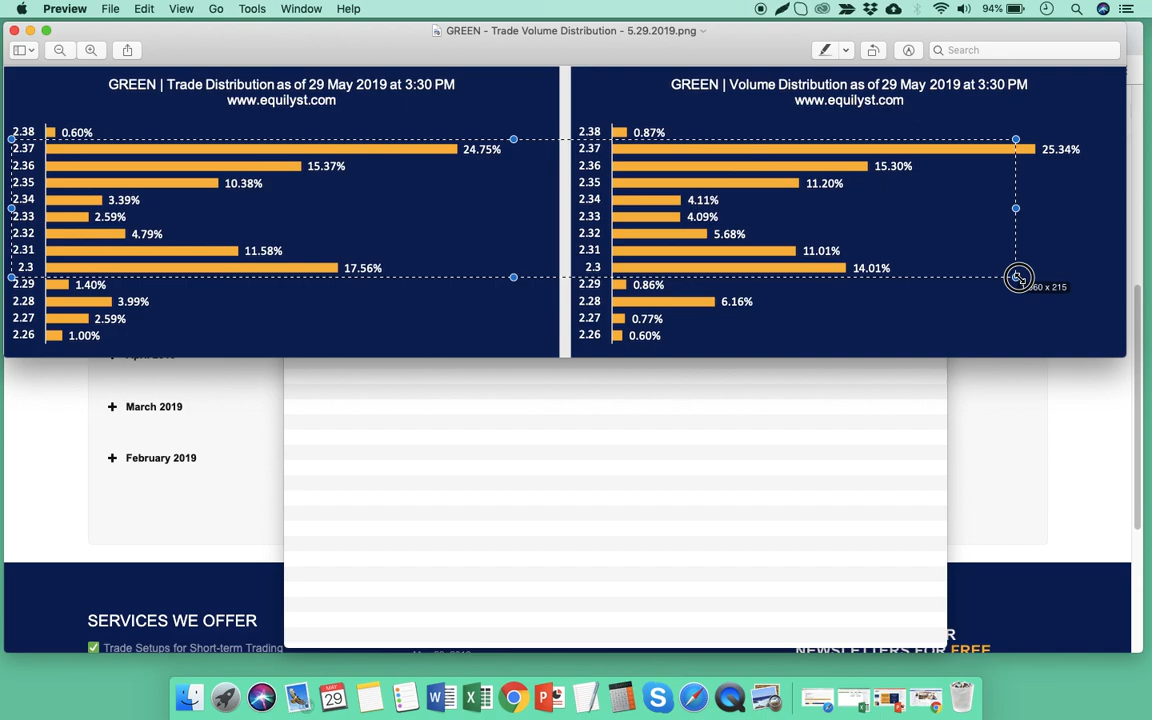 Preview File Edit View Go Tools Window Help 94%
GREEN - Trade Volume Distribution - 5.29.2019.png
Search
GREEN | Trade Distribution as of 29 May 2019 at 3:30 PM
www.equilyst.com
2.38 0.60%
2.37 24.75%
2.36 15.37%
2.35 10.38%
2.34 3.39%
2.33 2.59%
2.32 4.79%
2.31 11.58%
2.3 17.56%
2.29 1.40%
2.28 3.99%
2.27 2.59%
2.26 1.00%
GREEN | Volume Distribution as of 29 May 2019 at 3:30 PM
www.equilyst.com
2.38 0.87%
2.37 25.34%
2.36 15.30%
2.35 11.20%
2.34 4.11%
2.33 4.09%
2.32 5.68%
2.31 11.01%
2.3 14.01%
2.29 0.86%
2.28 6.16%
2.27 0.77%
2.26 0.60%
x 215
March 2019
February 2019
SERVICES WE OFFER
Trade Setups for Short-term Trading
NEWSLETTERS FOR FREE
MAY
29